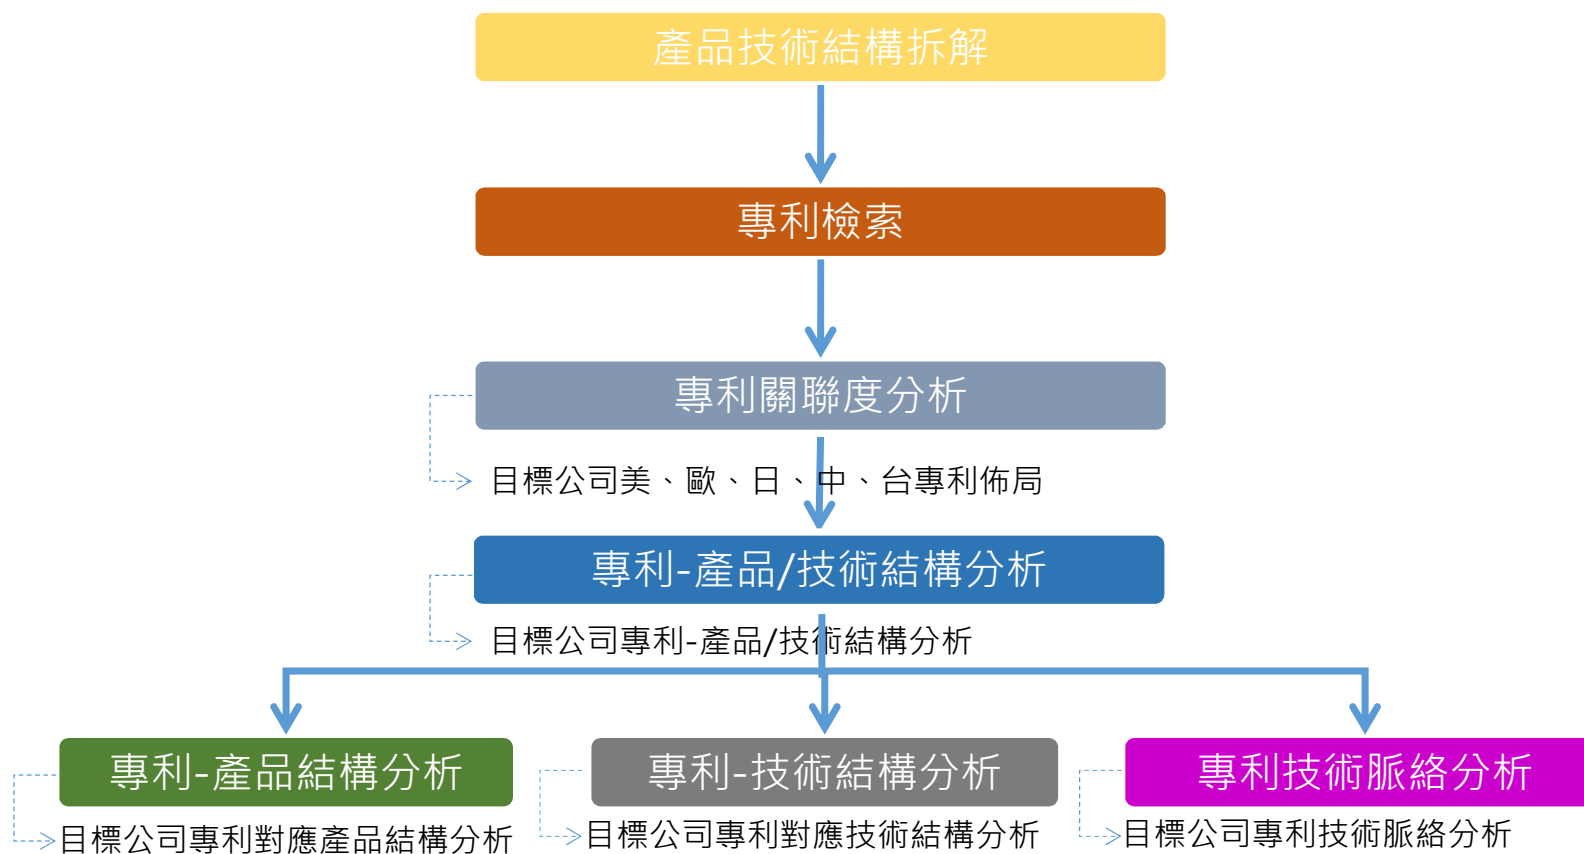 產品技術結構拆解
專利檢索
專利關聯度分析
目標公司美、歐、日、中、台專利佈局
專利-產品/技術結構分析
目標公司專利-產品/技術結構分析
專利-產品結構分析
專利-技術結構分析
專利技術脈絡分析
目標公司專利對應產品結構分析
目標公司專利對應技術結構分析
目標公司專利技術脈絡分析